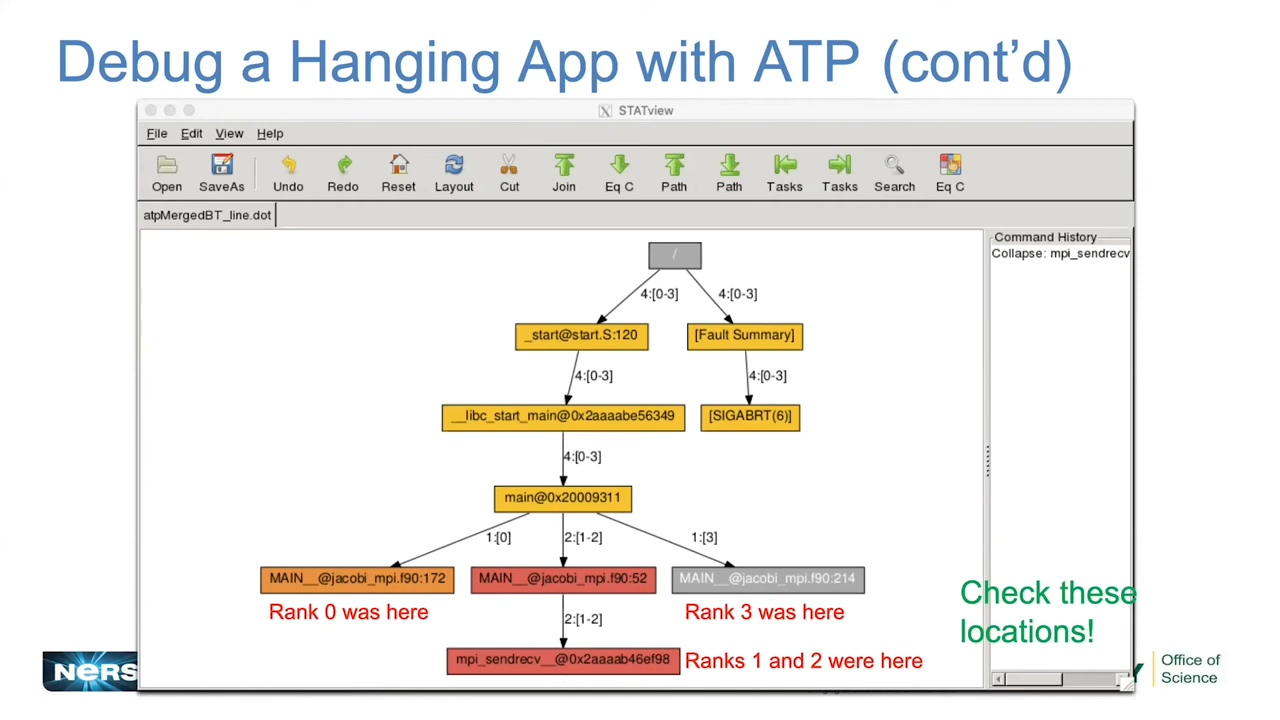 Debug a Hanging App with ATP (cont’d)
STATview
File Edit View Help
Open SaveAs Undo Redo Reset Layout Cut Join Eq C Path Path Tasks Tasks Search Eq C
atpMergedBT_line.dot
Command History
Collapse: mpi_sendrecv
/
4:[0-3] 4:[0-3]
_start@start.S:120 [Fault Summary]
4:[0-3] 4:[0-3]
__libc_start_main@0x2aaaabe56349 [SIGABRT(6)]
4:[0-3]
main@0x20009311
1:[0] 2:[1-2] 1:[3]
MAIN__@jacobi_mpi.f90:172 MAIN__@jacobi_mpi.f90:52 MAIN__@jacobi_mpi.f90:214
Rank 0 was here Rank 3 was here
2:[1-2]
mpi_sendrecv__@0x2aaaab46ef98 Ranks 1 and 2 were here
Check these
locations!
NERS
Office of
Science